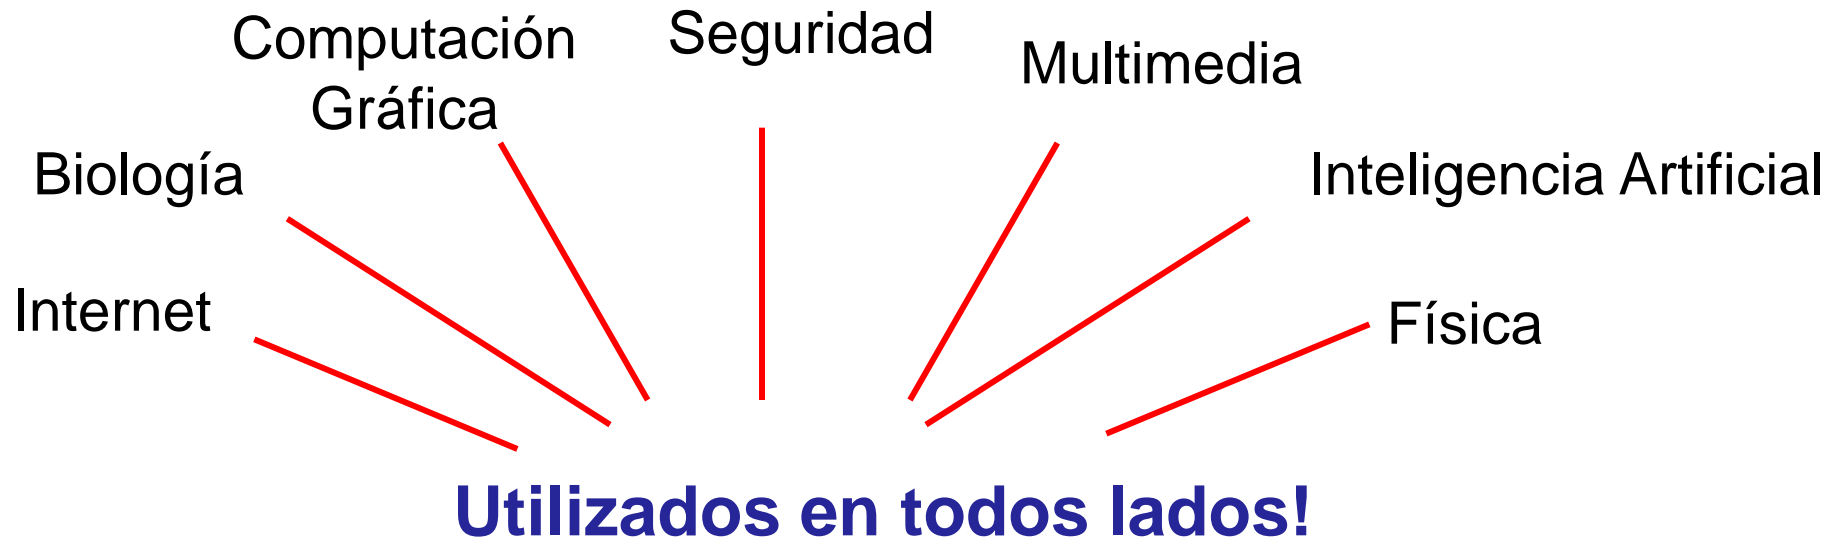 Computación
Gráfica
Seguridad
Multimedia
Biología
Inteligencia Artificial
Internet
Física
Utilizados en todos lados!